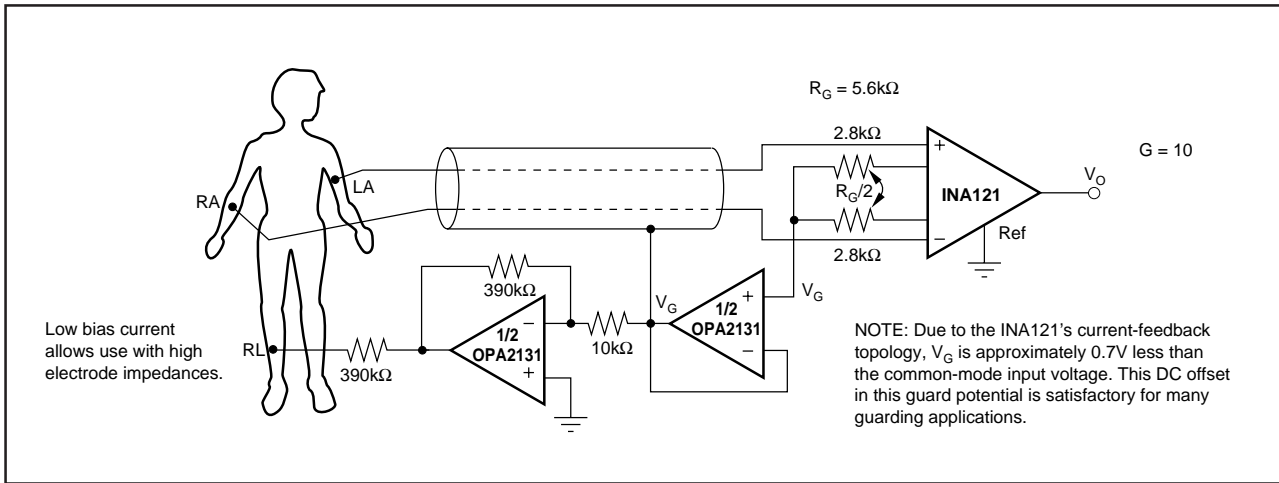 R_G = 5.6kΩ
2.8kΩ
G = 10
+
V_O
LA
INA121
RA
R_G/2
Ref
–
2.8kΩ
390kΩ
V_G
+
V_G
1/2
OPA2131
–
1/2
OPA2131
–
10kΩ
+
RL
390kΩ
Low bias current
allows use with high
electrode impedances.
NOTE: Due to the INA121's current-feedback
topology, V_G is approximately 0.7V less than
the common-mode input voltage. This DC offset
in this guard potential is satisfactory for many
guarding applications.